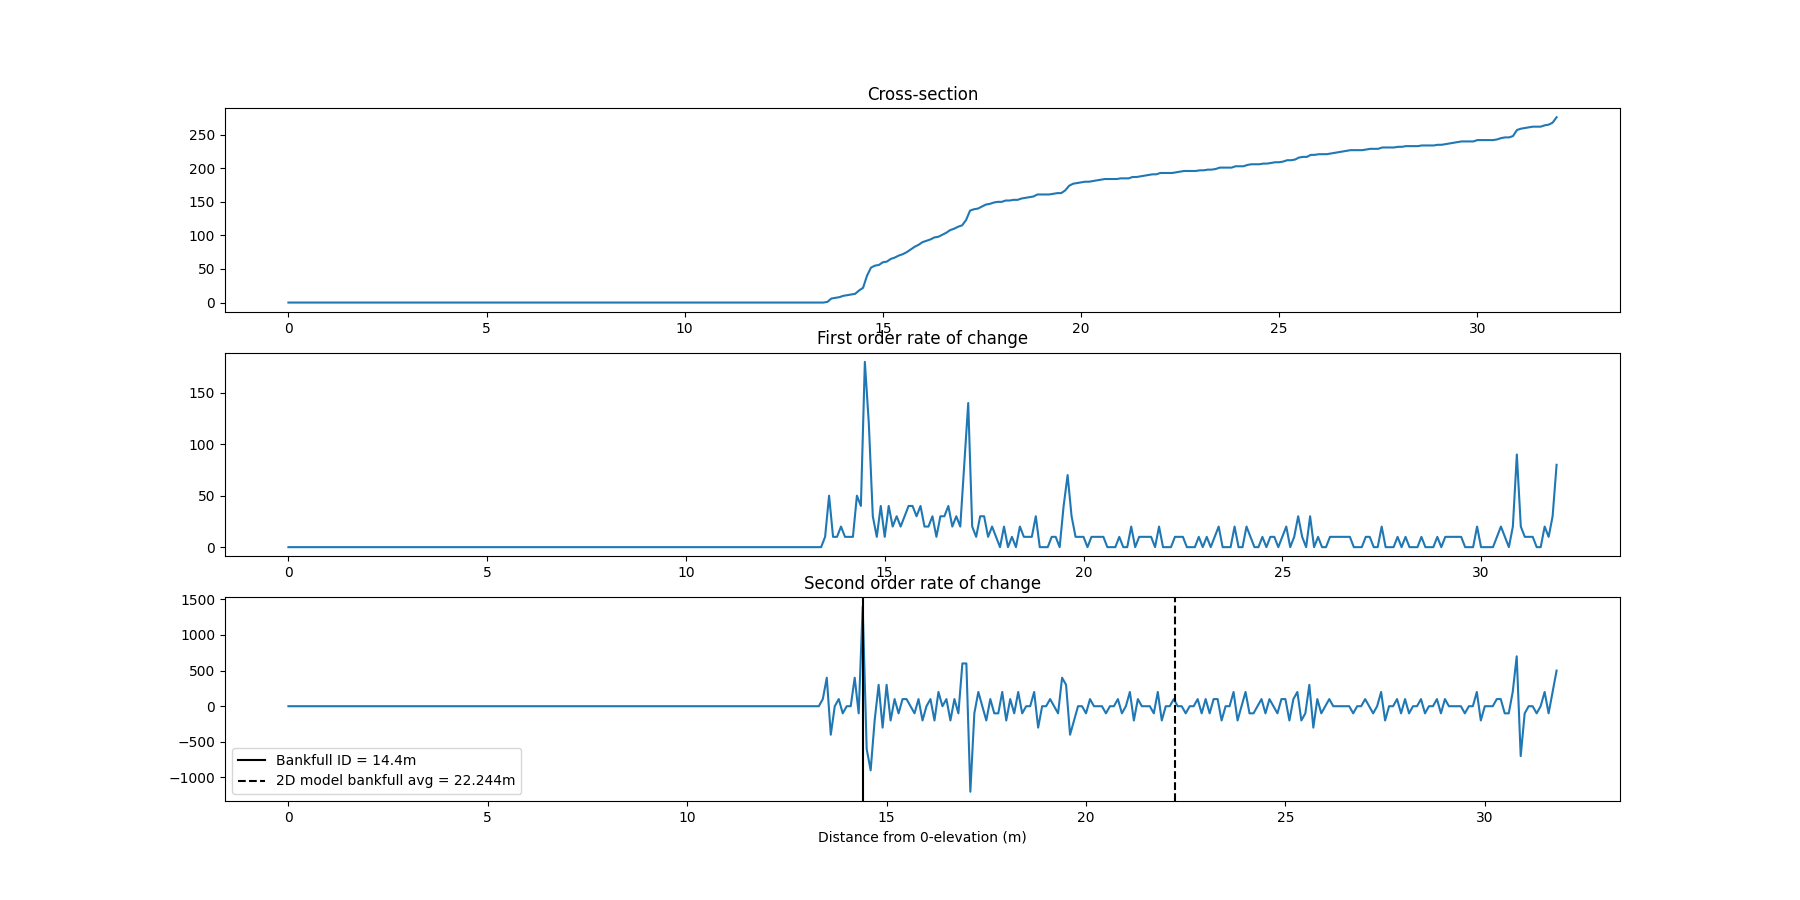 Cross-section
250
200
150
100
50
0
0 5 10 15 20 25 30
First order rate of change
150
100
50
0
0 5 10 15 20 25 30
Second order rate of change
1500
1000
500
0
−500
−1000
Bankfull ID = 14.4m
2D model bankfull avg = 22.244m
0 5 10 15 20 25 30
Distance from 0-elevation (m)